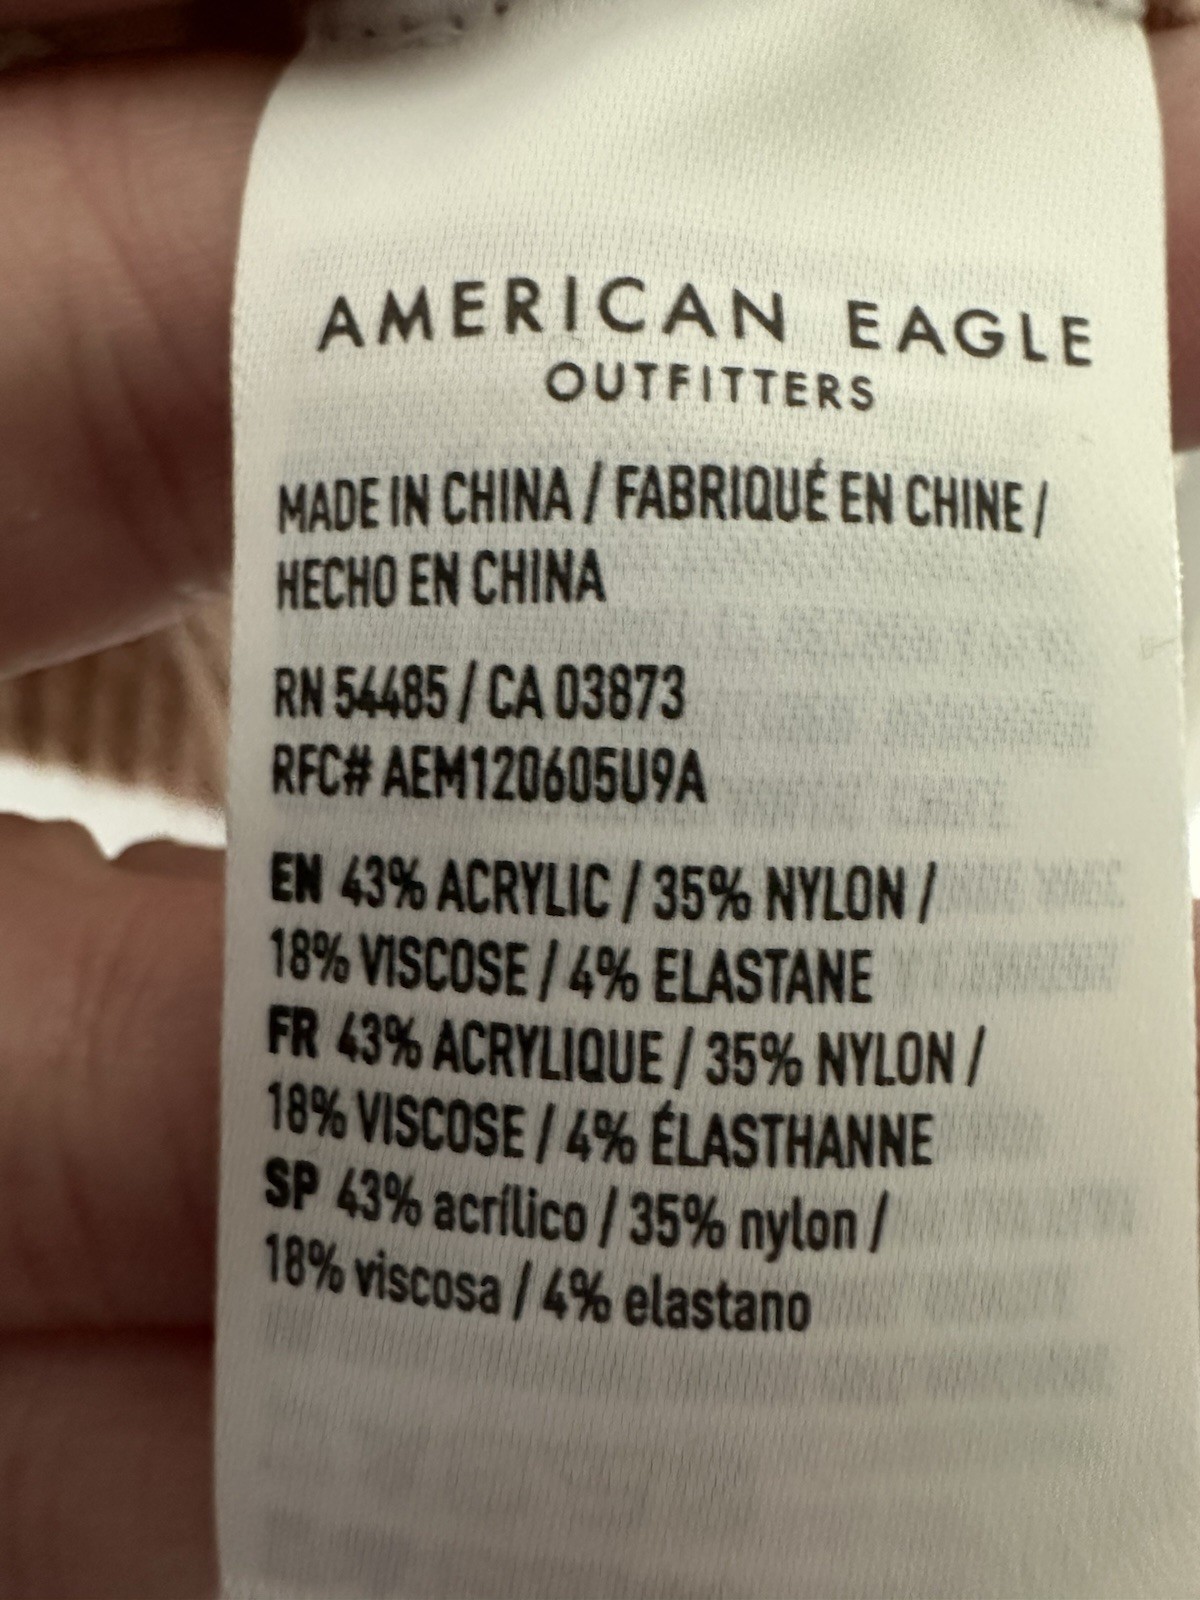 AMERICAN EAGLE
OUTFITTERS
MADE IN CHINA / FABRIQUÉ EN CHINE /
HECHO EN CHINA
RN 54485 / CA 03873
RFC# AEM120605U9A
EN 43% ACRYLIC / 35% NYLON /
18% VISCOSE / 4% ELASTANE
FR 43% ACRYLIQUE / 35% NYLON /
18% VISCOSE / 4% ÉLASTHANNE
SP 43% acrílico / 35% nylon /
18% viscosa / 4% elastano